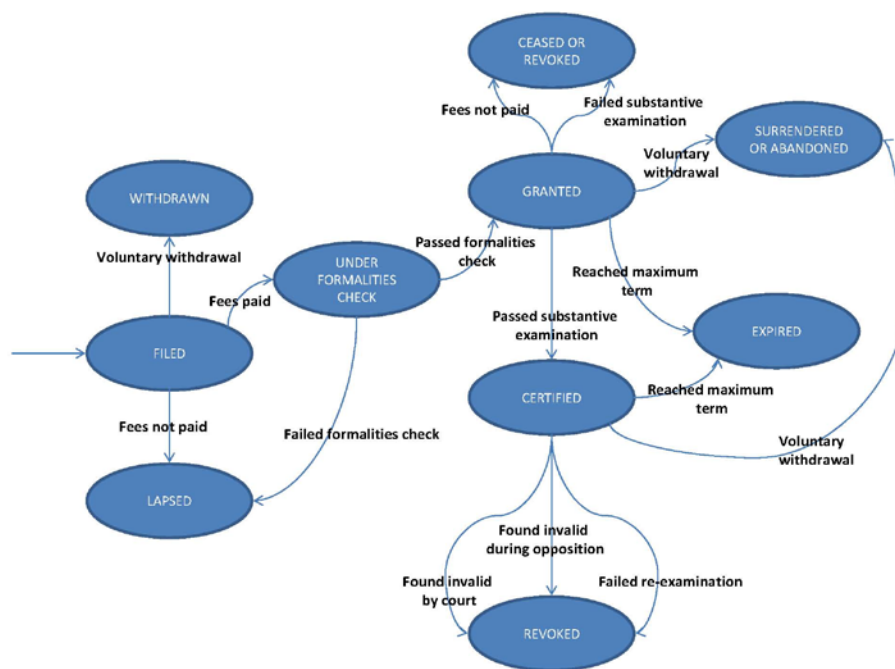 CEASED OR
REVOKED
Fees not paid
Failed substantive
examination
SURRENDERED
OR ABANDONED
Voluntary
withdrawal
WITHDRAWN
GRANTED
Voluntary withdrawal
Passed formalities
check
UNDER
FORMALITIES
CHECK
Reached maximum
term
Fees paid
Passed substantive
examination
EXPIRED
FILED
CERTIFIED
Reached maximum
term
Fees not paid
Failed formalities check
Voluntary
withdrawal
LAPSED
Found invalid
during opposition
Found invalid
by court
Failed re-examination
REVOKED